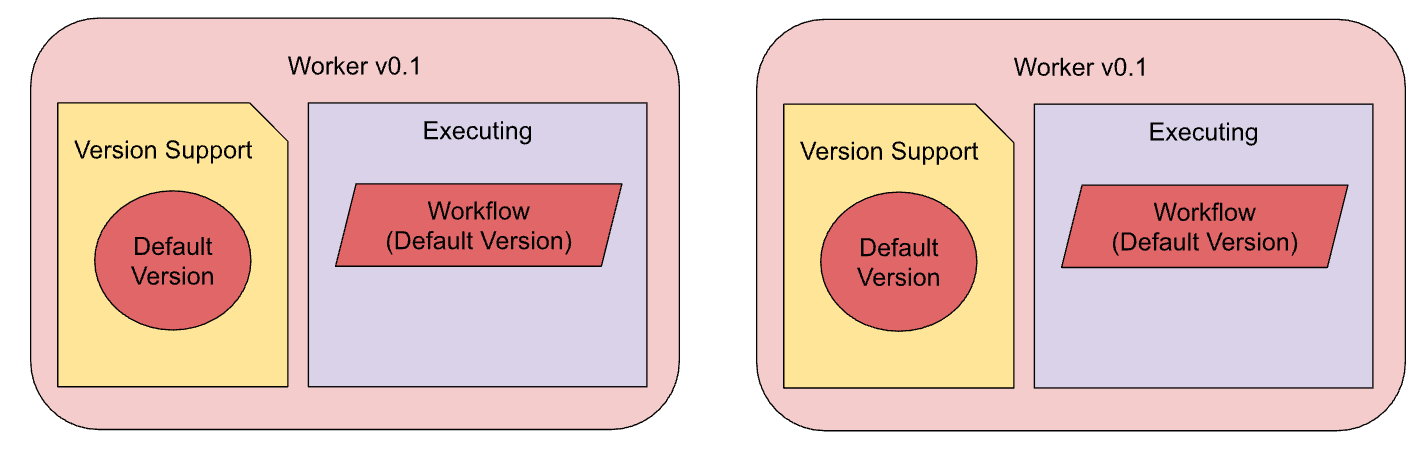 Worker v0.1
Version Support
Default
Version
Executing
Workflow
(Default Version)
Worker v0.1
Version Support
Default
Version
Executing
Workflow
(Default Version)